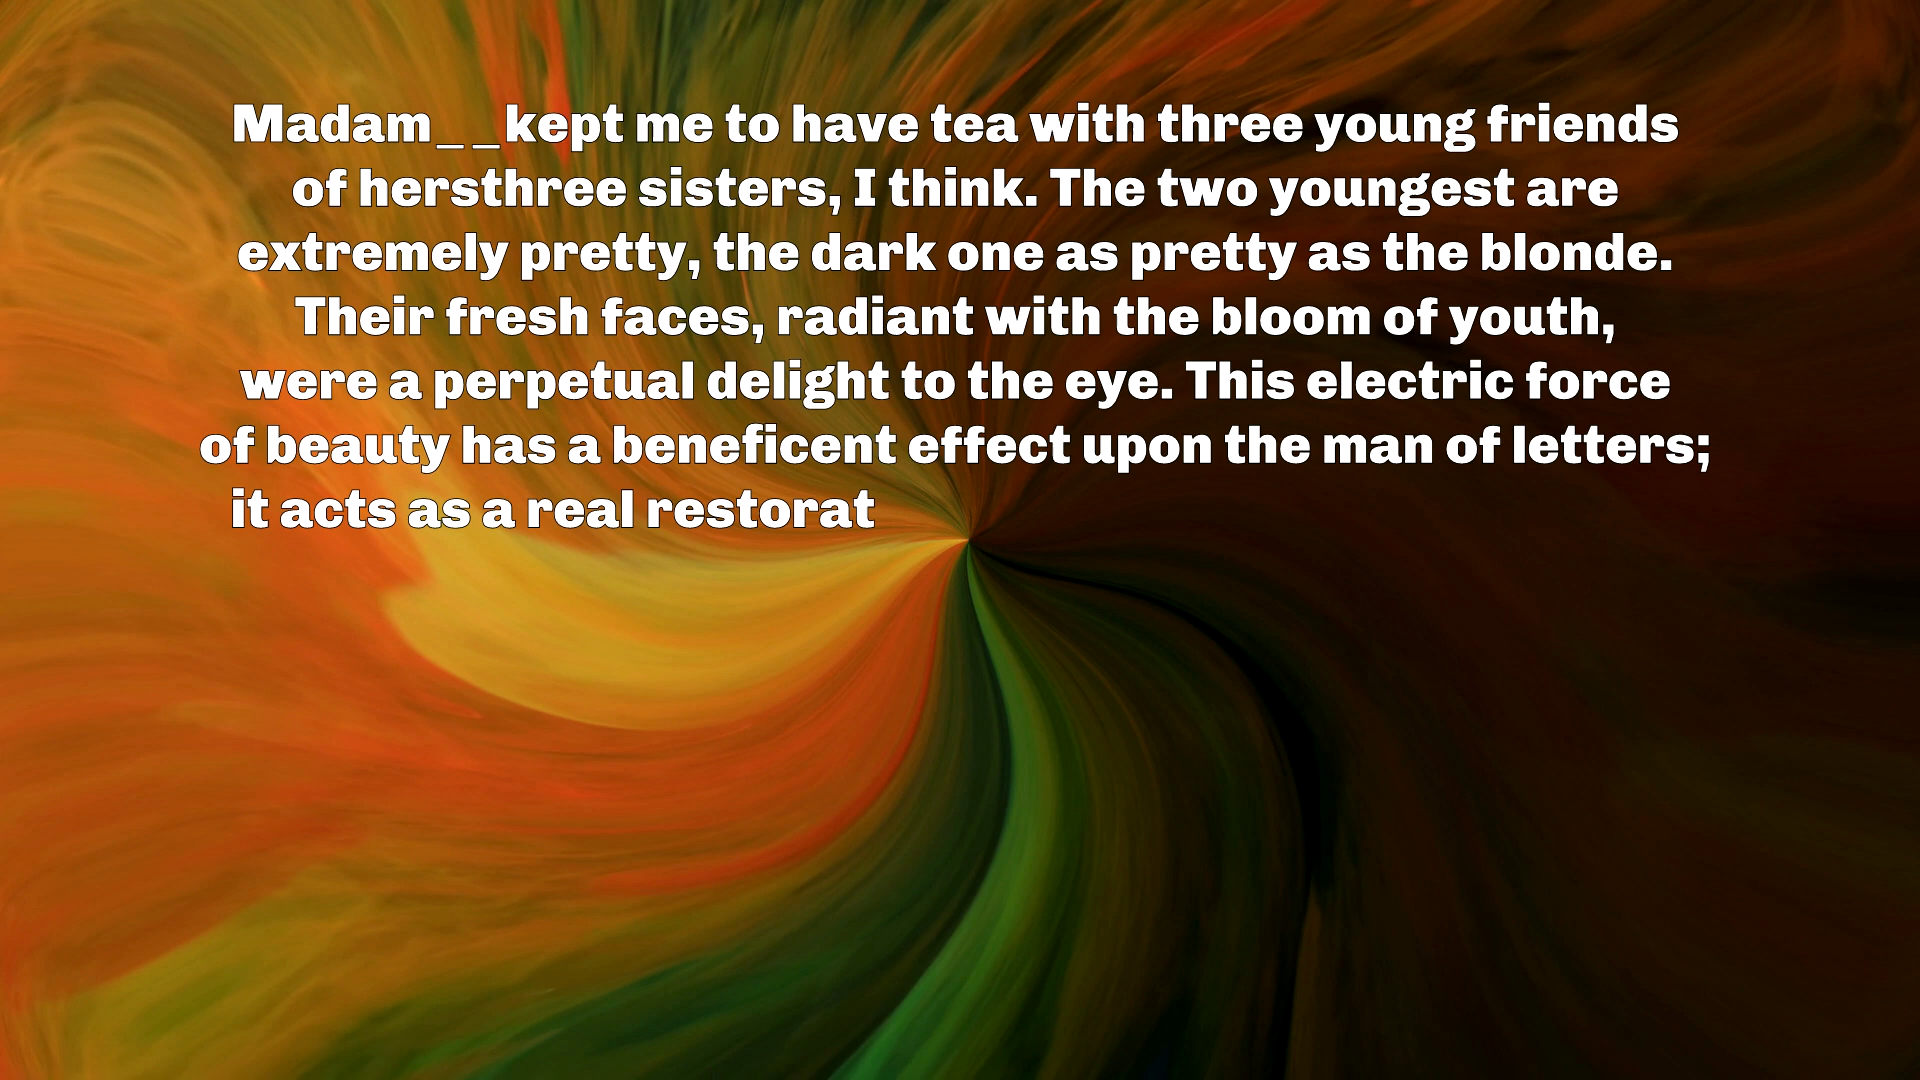 Madam__kept me to have tea with three young friends
of hersthree sisters, I think. The two youngest are
extremely pretty, the dark one as pretty as the blonde.
Their fresh faces, radiant with the bloom of youth,
were a perpetual delight to the eye. This electric force
of beauty has a beneficent effect upon the man of letters;
it acts as a real restorat